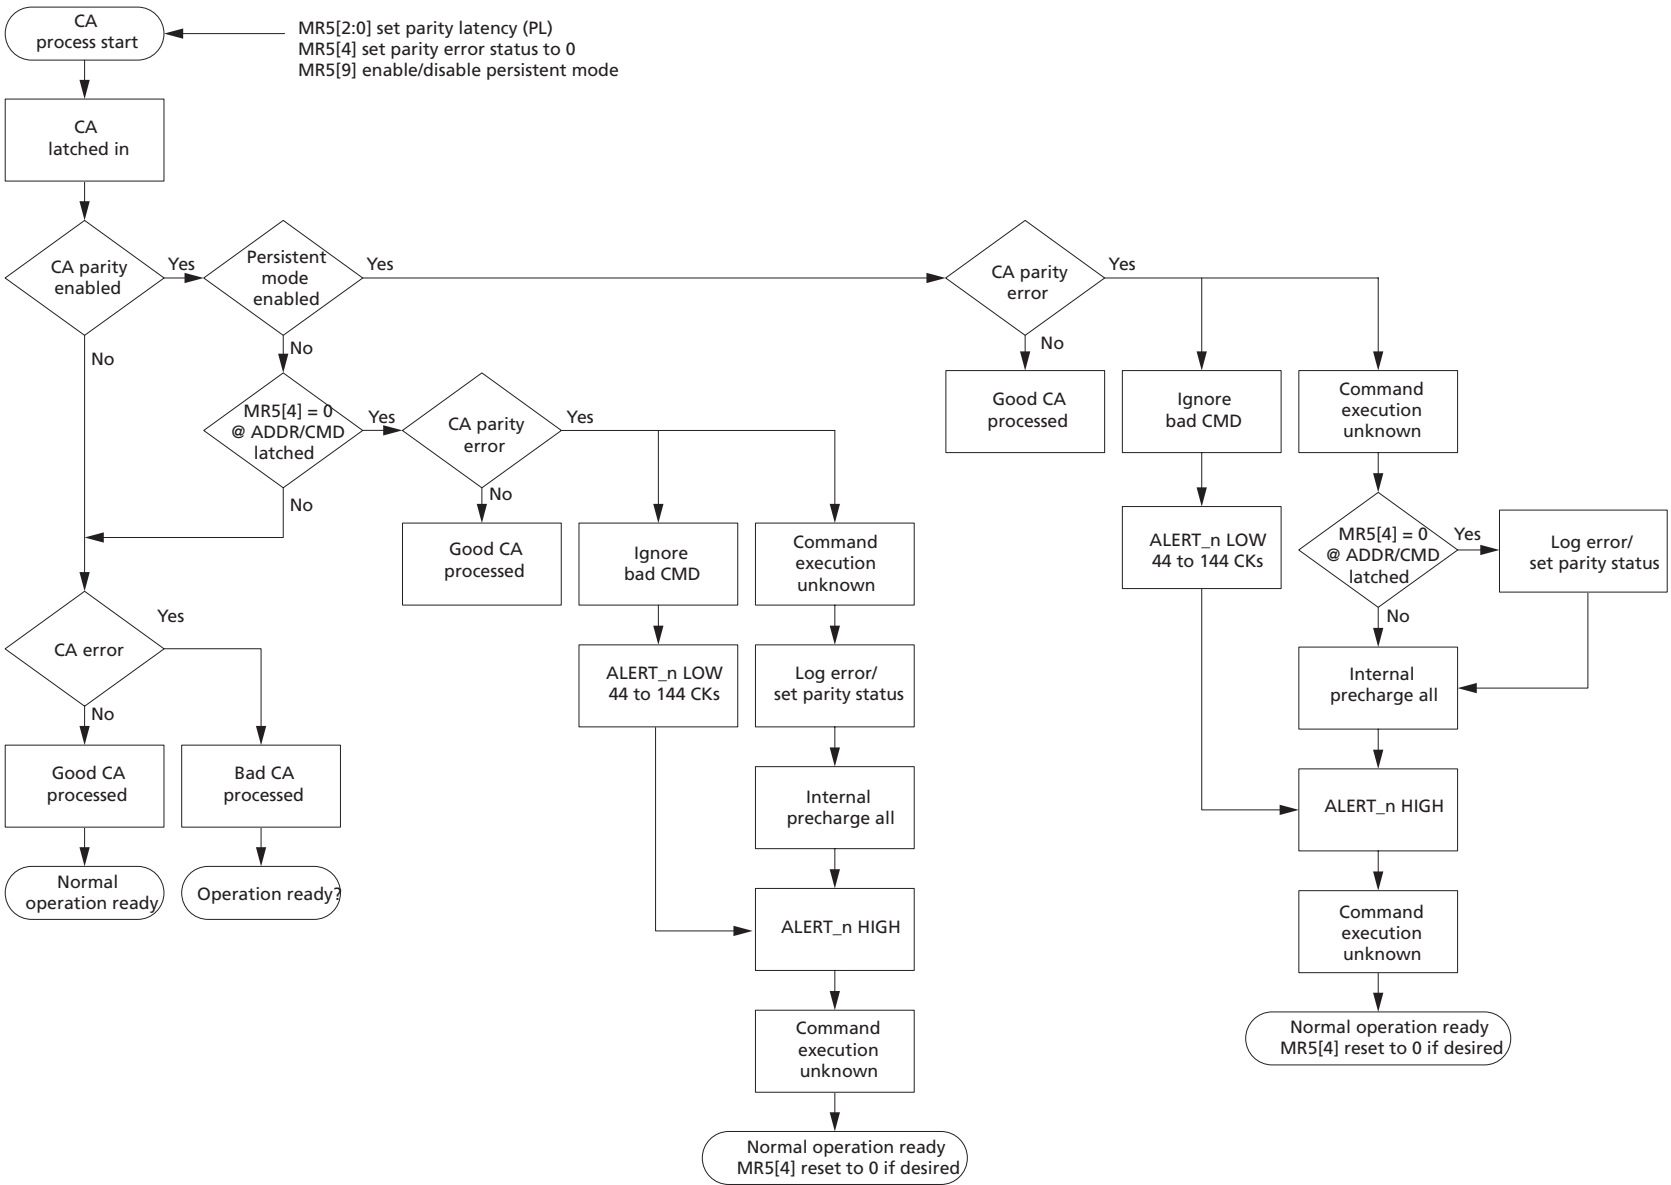 CA
process start
MR5[2:0] set parity latency (PL)
MR5[4] set parity error status to 0
MR5[9] enable/disable persistent mode
CA
latched in
CA parity
enabled
Yes
Persistent
mode
enabled
Yes
CA parity
error
Yes
No
No
No
MR5[4] = 0
@ ADDR/CMD
latched
Yes
CA parity
error
Yes
Good CA
processed
Ignore
bad CMD
Command
execution
unknown
No
No
Good CA
processed
Ignore
bad CMD
Command
execution
unknown
ALERT_n LOW
44 to 144 CKs
MR5[4] = 0
@ ADDR/CMD
latched
Yes
Log error/
set parity status
No
CA error
Yes
No
ALERT_n LOW
44 to 144 CKs
Log error/
set parity status
Internal
precharge all
Good CA
processed
Bad CA
processed
Internal
precharge all
ALERT_n HIGH
Normal
operation ready
Operation ready?
ALERT_n HIGH
Command
execution
unknown
Command
execution
unknown
Normal operation ready
MR5[4] reset to 0 if desired
Normal operation ready
MR5[4] reset to 0 if desired